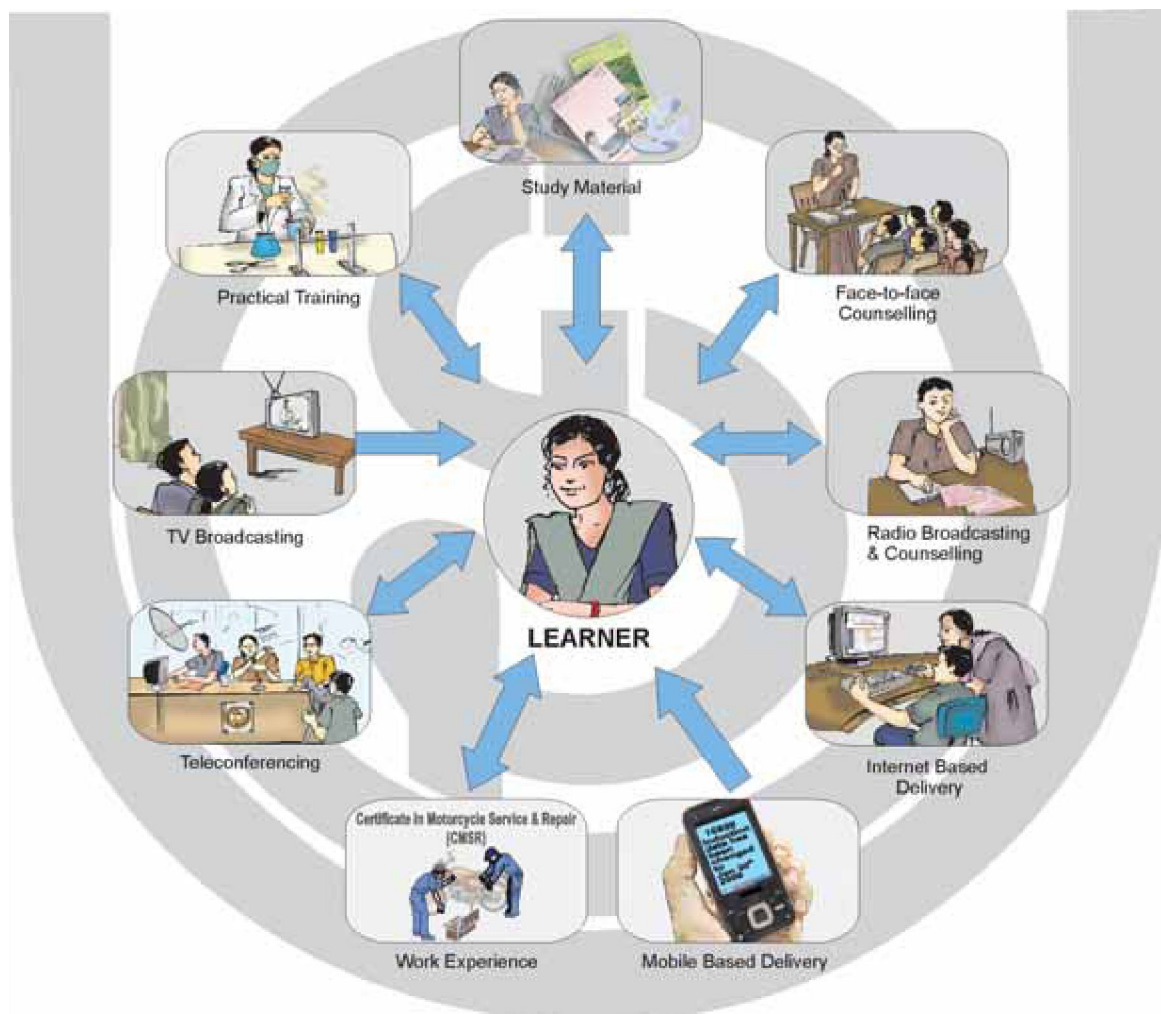 Study Material
Practical Training
Face-to-face
Counselling
TV Broadcasting
Radio Broadcasting
& Counselling
LEARNER
Teleconferencing
Internet Based
Delivery
Certificate in Motorcycle Service & Repair
(CMSR)
Work Experience
Mobile Based Delivery